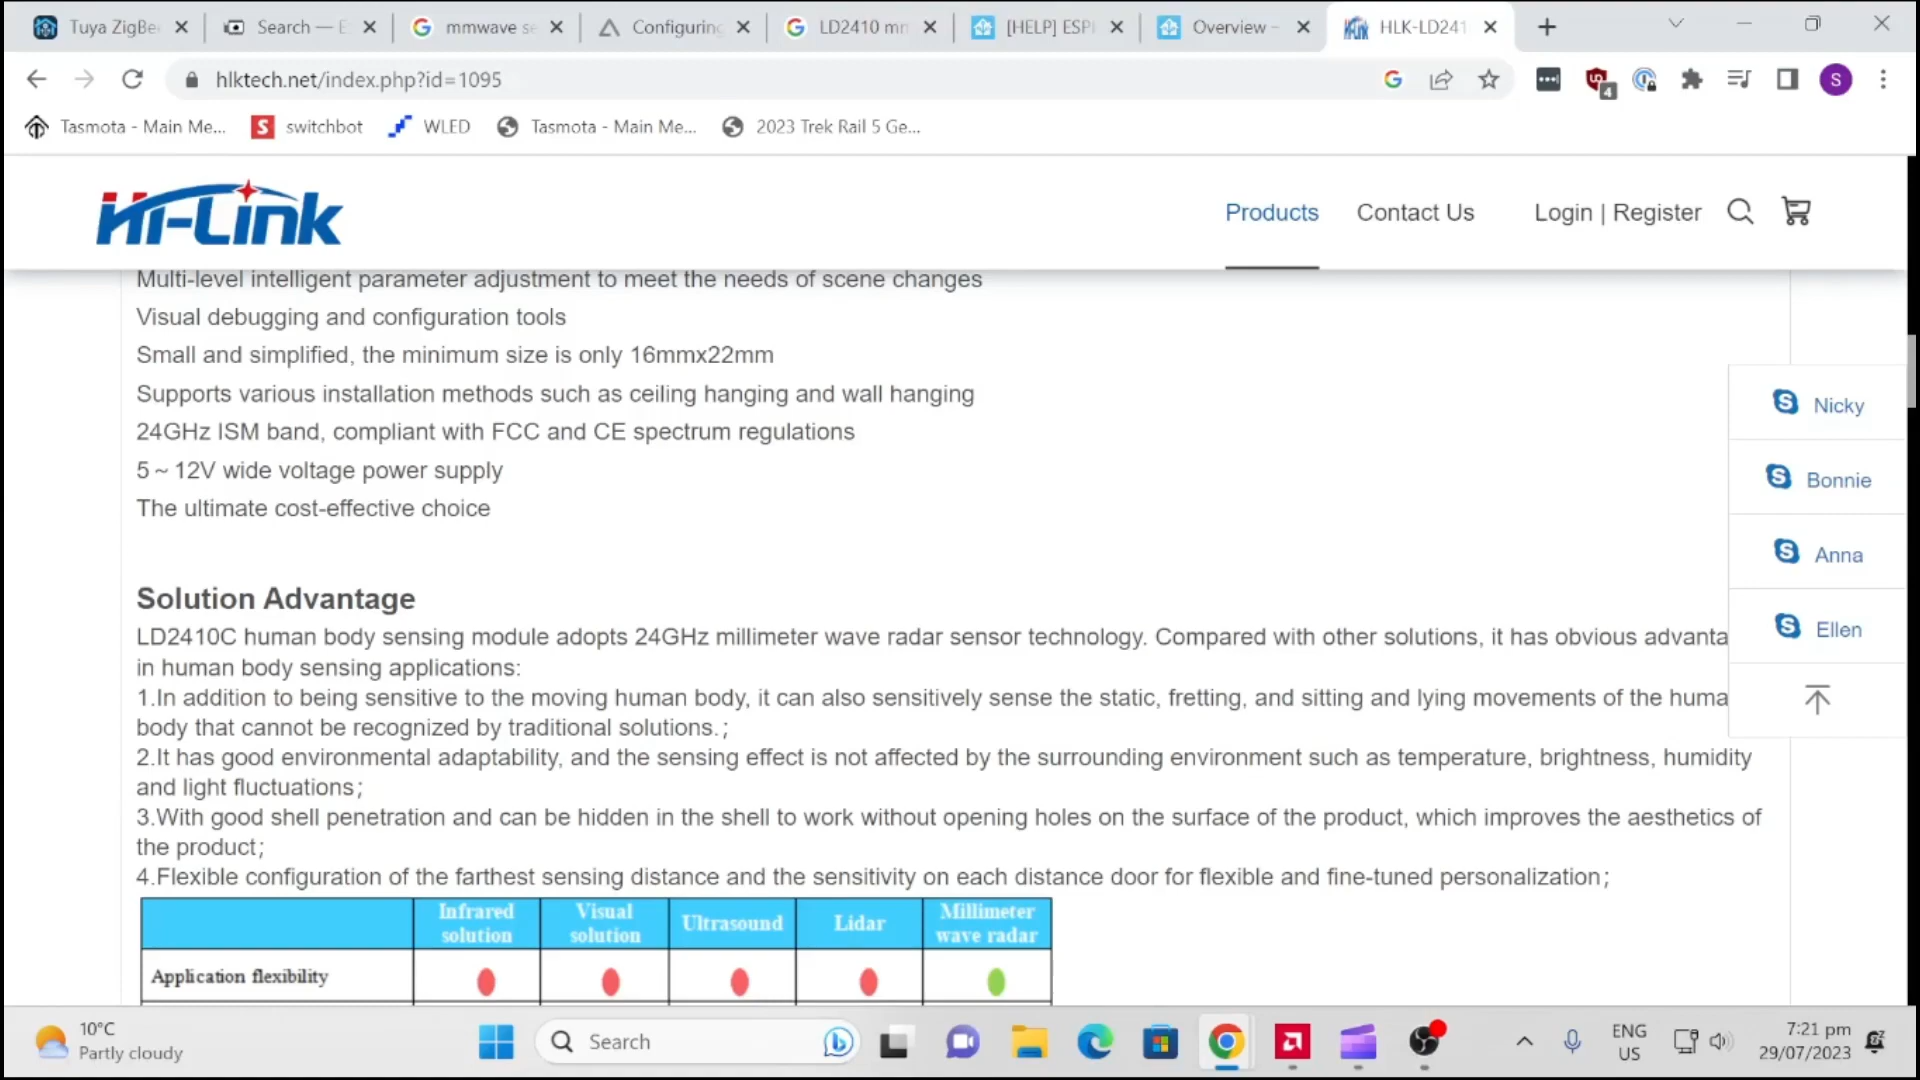 Tuya ZigBe
Search — E
mmwave se
Configuring
LD2410 mm
[HELP] ESPI
Overview –
HLK-LD241
hlktech.net/index.php?id=1095
4
S
Tasmota - Main Me...
switchbot
WLED
Tasmota - Main Me...
2023 Trek Rail 5 Ge...
Hi-Link
Products
Contact Us
Login | Register
Multi-level intelligent parameter adjustment to meet the needs of scene changes
Visual debugging and configuration tools
Small and simplified, the minimum size is only 16mmx22mm
Supports various installation methods such as ceiling hanging and wall hanging
24GHz ISM band, compliant with FCC and CE spectrum regulations
5～12V wide voltage power supply
The ultimate cost-effective choice
Nicky
Bonnie
Anna
Ellen
Solution Advantage
LD2410C human body sensing module adopts 24GHz millimeter wave radar sensor technology. Compared with other solutions, it has obvious advanta
in human body sensing applications:
1.In addition to being sensitive to the moving human body, it can also sensitively sense the static, fretting, and sitting and lying movements of the huma
body that cannot be recognized by traditional solutions.；
2.It has good environmental adaptability, and the sensing effect is not affected by the surrounding environment such as temperature, brightness, humidity
and light fluctuations；
3.With good shell penetration and can be hidden in the shell to work without opening holes on the surface of the product, which improves the aesthetics of
the product；
4.Flexible configuration of the farthest sensing distance and the sensitivity on each distance door for flexible and fine-tuned personalization；
Infrared solution
Visual solution
Ultrasound
Lidar
Millimeter wave radar
Application flexibility
10°C
Partly cloudy
Search
ENG
US
7:21 pm
29/07/2023